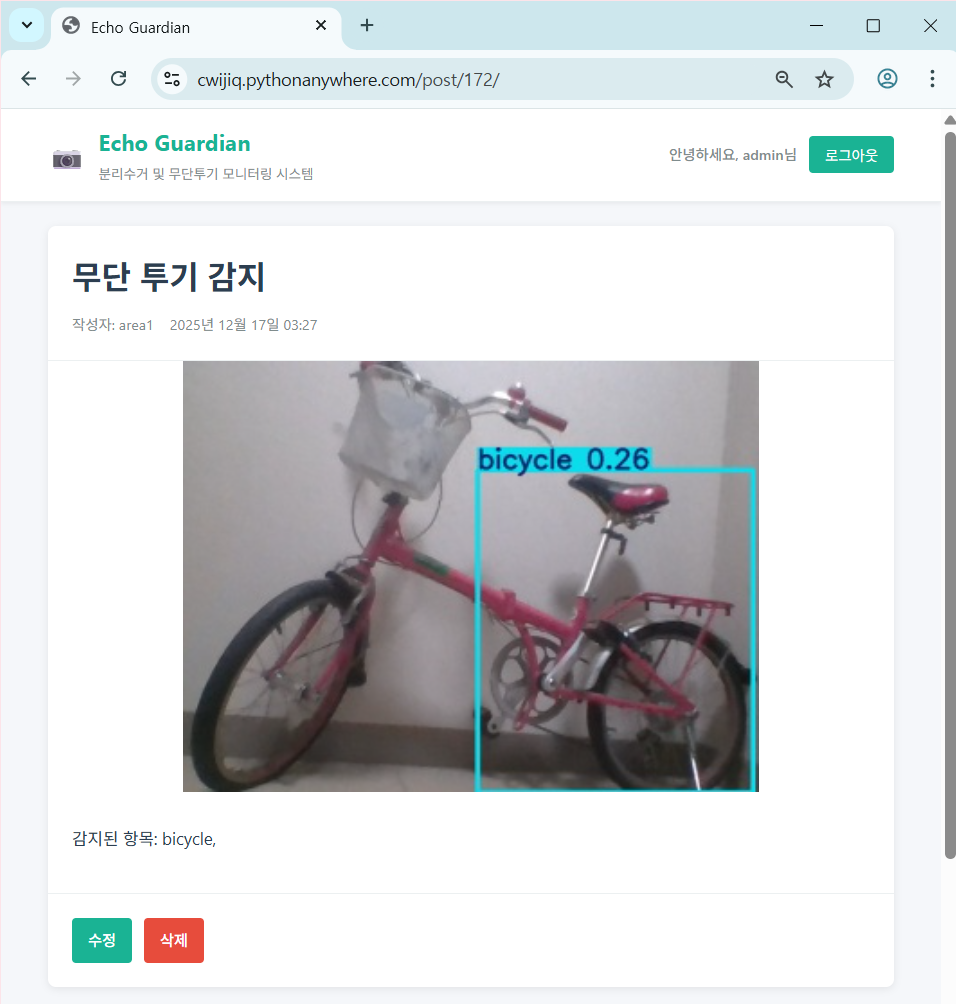 Echo Guardian
cwijiq.pythonanywhere.com/post/172/
Echo Guardian
분리수거 및 무단투기 모니터링 시스템
안녕하세요, admin님
로그아웃
무단 투기 감지
작성자: area1 2025년 12월 17일 03:27
bicycle 0.26
감지된 항목: bicycle,
수정
삭제